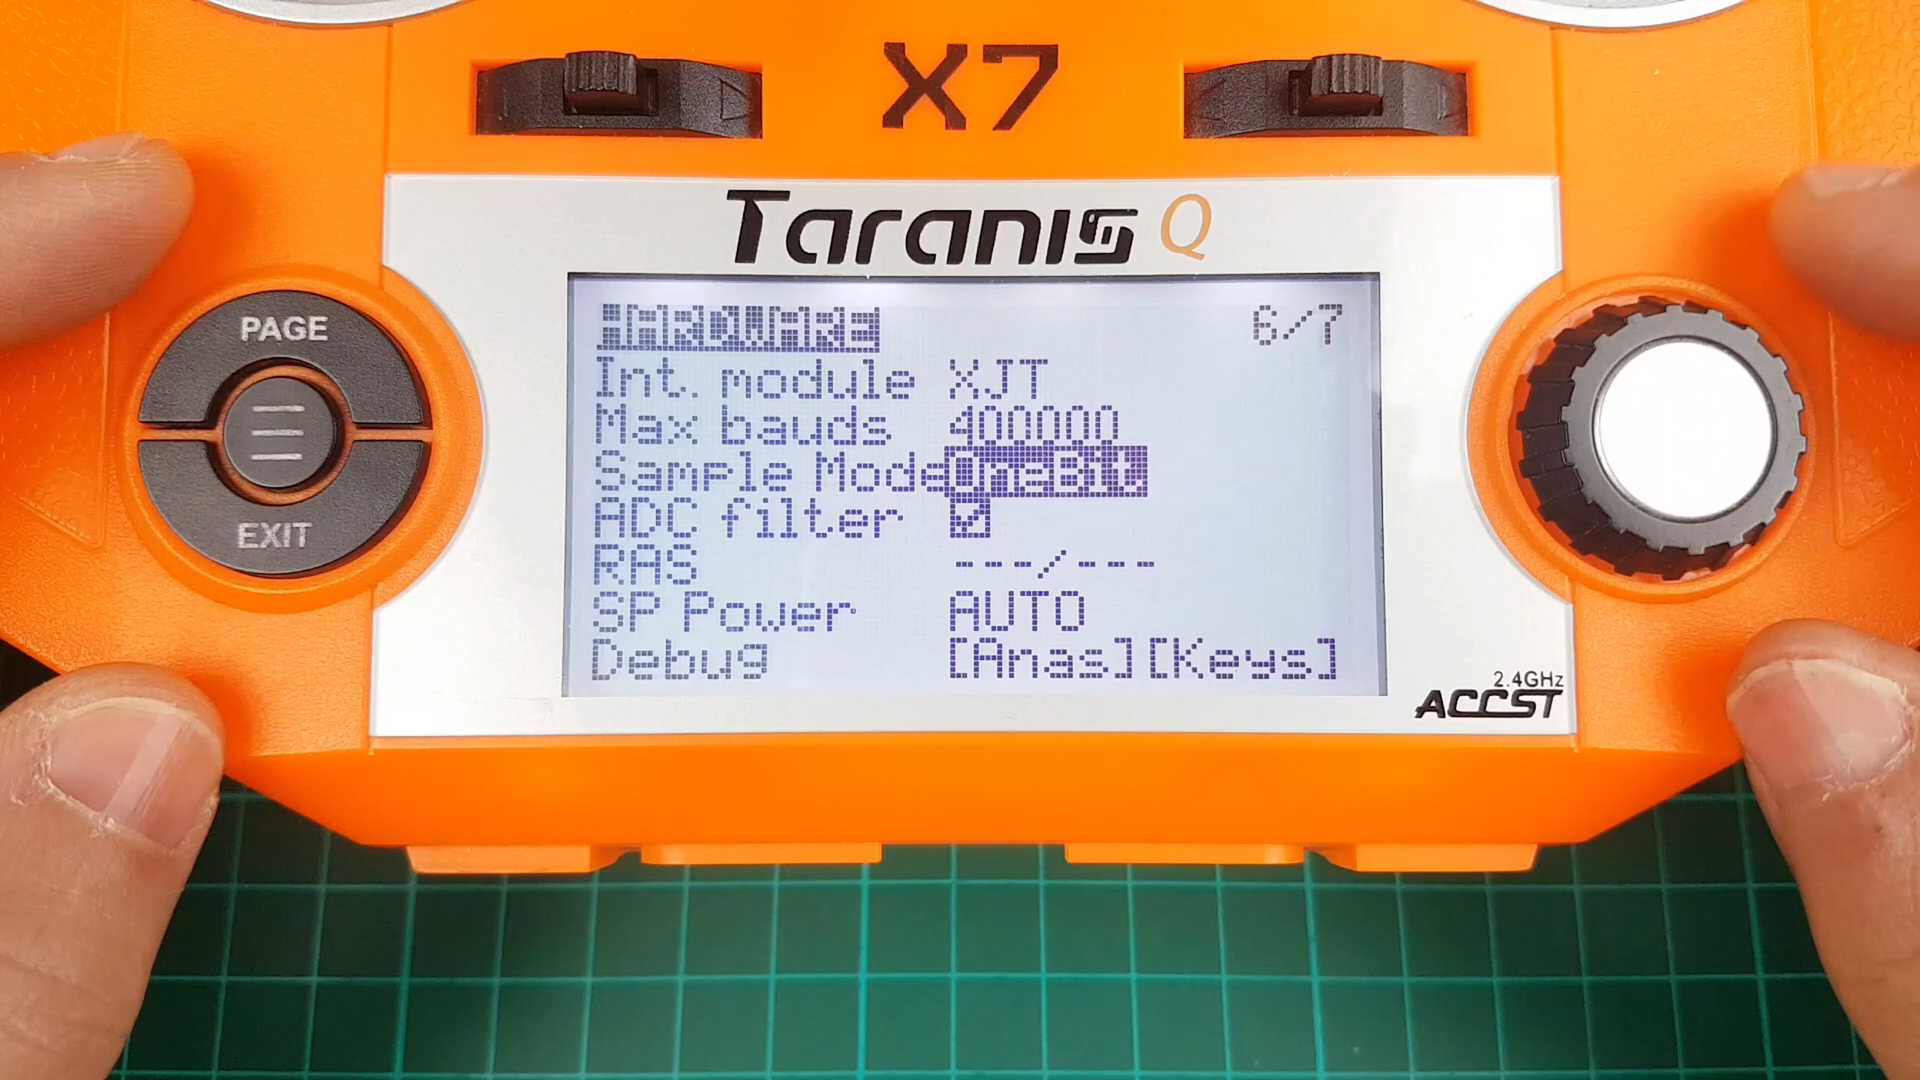 X7
Taranis Q
PAGE
EXIT
HARDWARE 6/7
Int. module XJT
Max bauds 400000
Sample Mode OneBit
ADC filter
RAS ---/---
SP Power AUTO
Debug [Anas] [Keys]
2.4GHz
ACCST